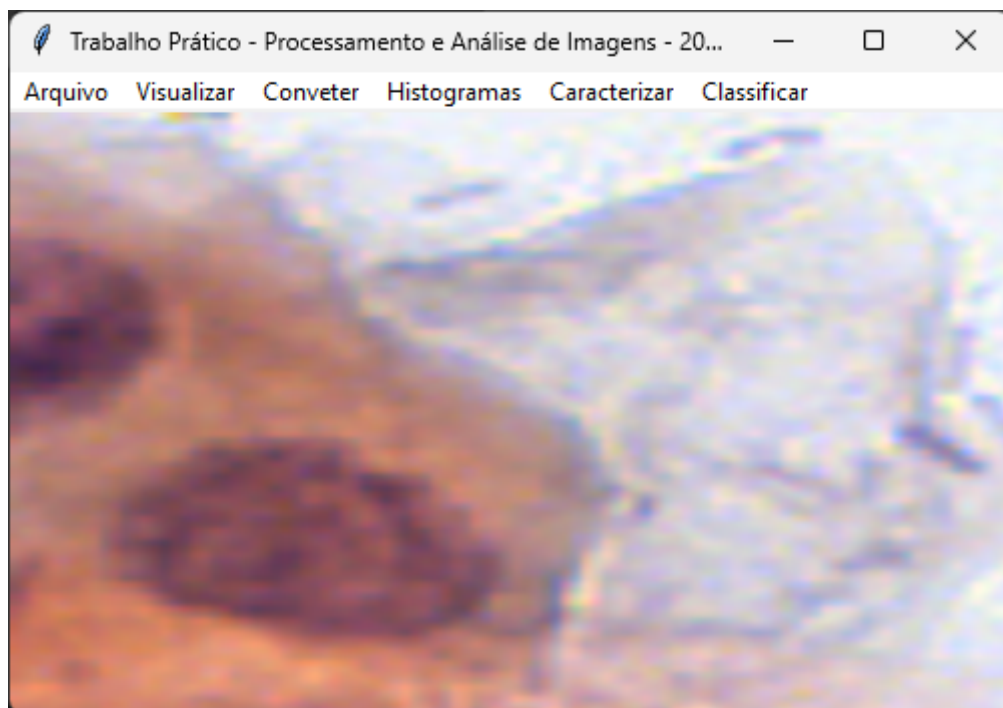 Trabalho Prático - Processamento e Análise de Imagens - 20...
Arquivo Visualizar Conveter Histogramas Caracterizar Classificar